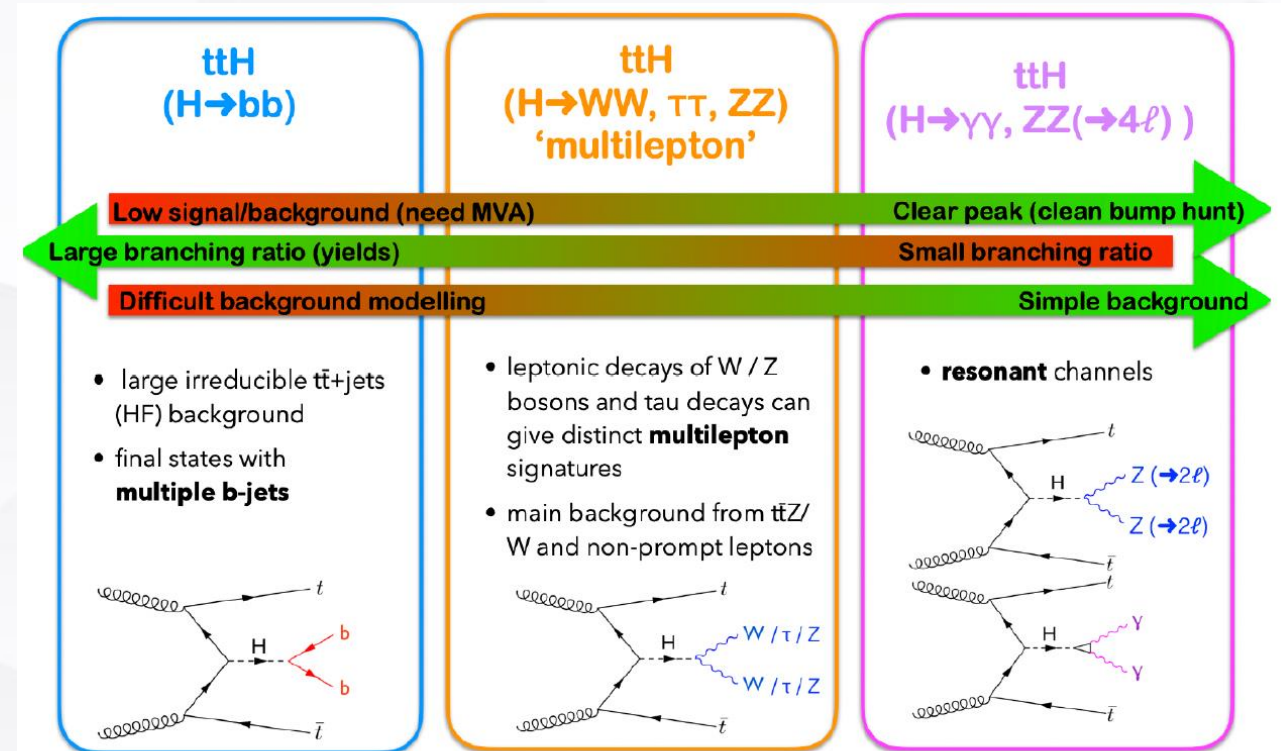 ttH
(H→bb)
ttH
(H→WW, ττ, ZZ)
‘multilepton’
ttH
(H→γγ, ZZ(→4ℓ) )
Low signal/background (need MVA)
Clear peak (clean bump hunt)
Large branching ratio (yields)
Small branching ratio
Difficult background modelling
Simple background
• large irreducible tt̄+jets
(HF) background
• final states with
multiple b-jets
t
H
b
b
t̄
• leptonic decays of W / Z
bosons and tau decays can
give distinct multilepton
signatures
• main background from tt̄Z/
W and non-prompt leptons
t
H
W /τ/ Z
W /τ/ Z
t̄
• resonant channels
t
H
Z (→2ℓ)
Z (→2ℓ)
t̄
t
H
γ
γ
t̄